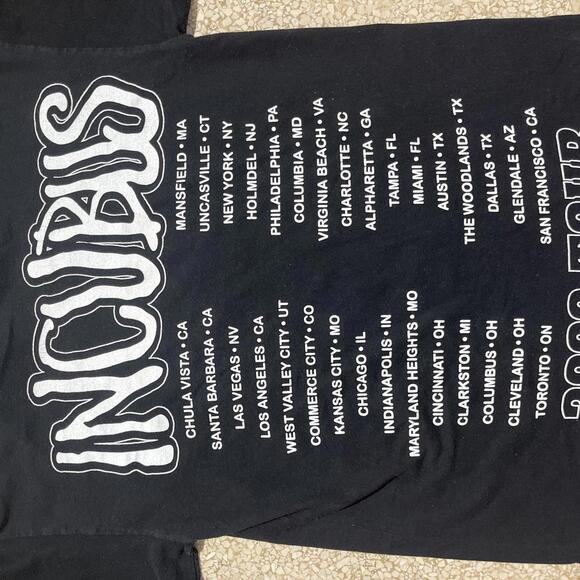 INCUBUS
CHULA VISTA • CA
SANTA BARBARA • CA
LAS VEGAS • NV
LOS ANGELES • CA
WEST VALLEY CITY • UT
COMMERCE CITY • CO
KANSAS CITY • MO
CHICAGO • IL
INDIANAPOLIS • IN
MARYLAND HEIGHTS • MO
CINCINNATI • OH
CLARKSTON • MI
COLUMBUS • OH
CLEVELAND • OH
TORONTO • ON
MANSFIELD • MA
UNCASVILLE • CT
NEW YORK • NY
HOLMDEL • NJ
PHILADELPHIA • PA
COLUMBIA • MD
VIRGINIA BEACH • VA
CHARLOTTE • NC
ALPHARETTA • GA
TAMPA • FL
MIAMI • FL
AUSTIN • TX
THE WOODLANDS • TX
DALLAS • TX
GLENDALE • AZ
SAN FRANCISCO • CA
TOUR